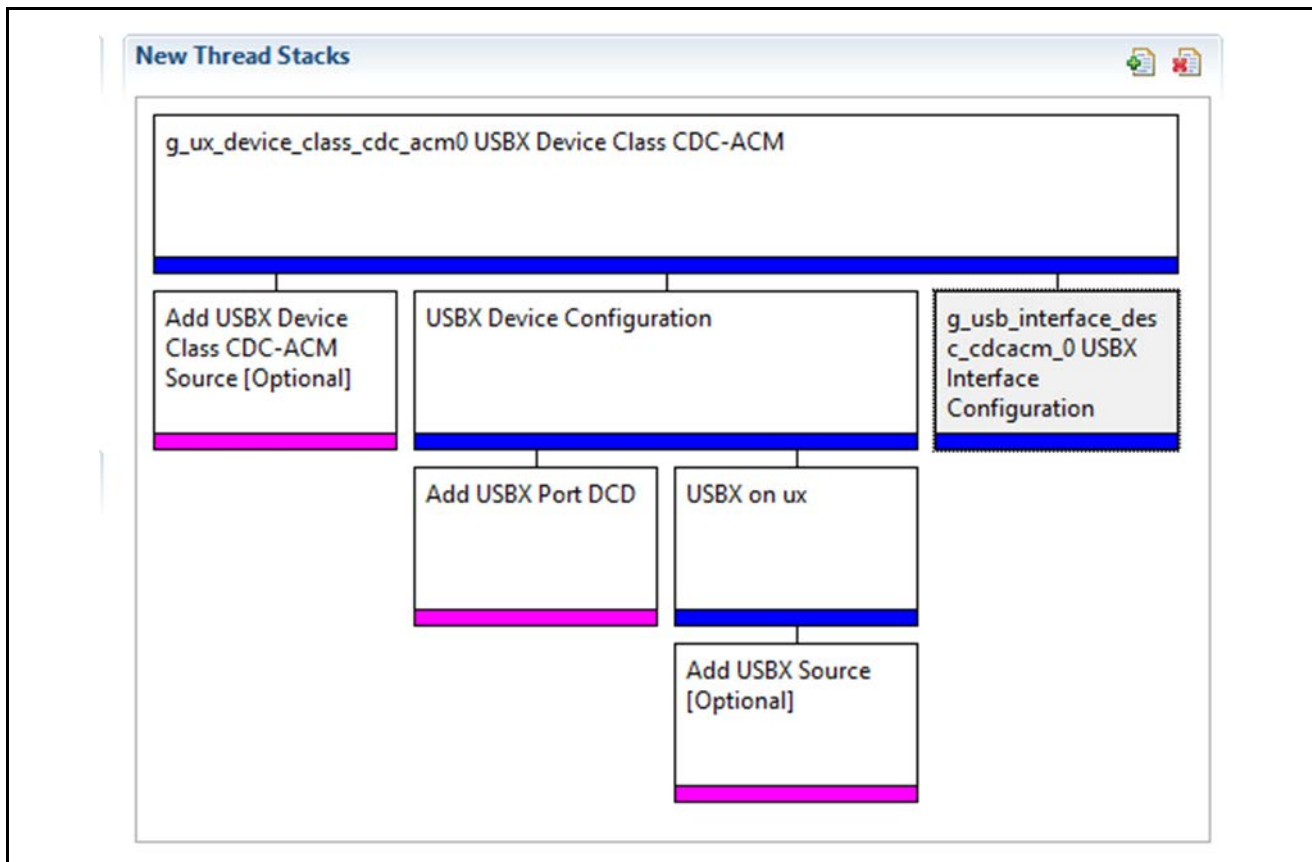 New Thread Stacks
g_ux_device_class_cdc_acm0 USBX Device Class CDC-ACM
Add USBX Device
Class CDC-ACM
Source [Optional]
USBX Device Configuration
g_usb_interface_des
c_cdcacm_0 USBX
Interface
Configuration
Add USBX Port DCD
USBX on ux
Add USBX Source
[Optional]